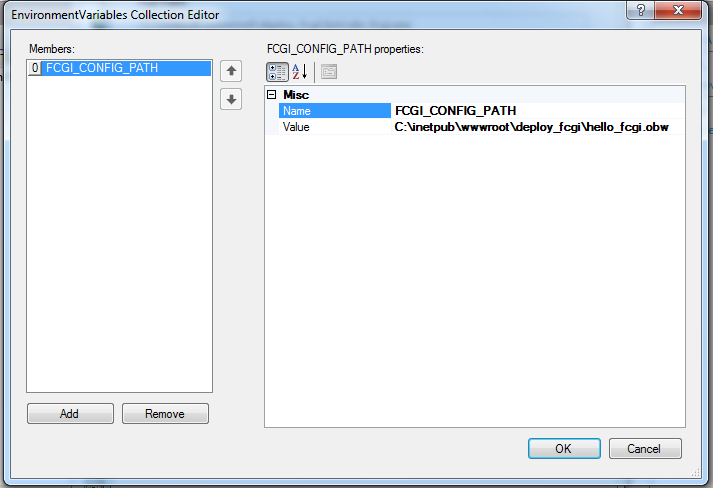 EnvironmentVariables Collection Editor
Members:
0 FCGI_CONFIG_PATH
FCGI_CONFIG_PATH properties:
Misc
Name FCGI_CONFIG_PATH
Value C:\inetpub\wwwroot\deploy_fcgi\hello_fcgi.obw
Add Remove
OK Cancel